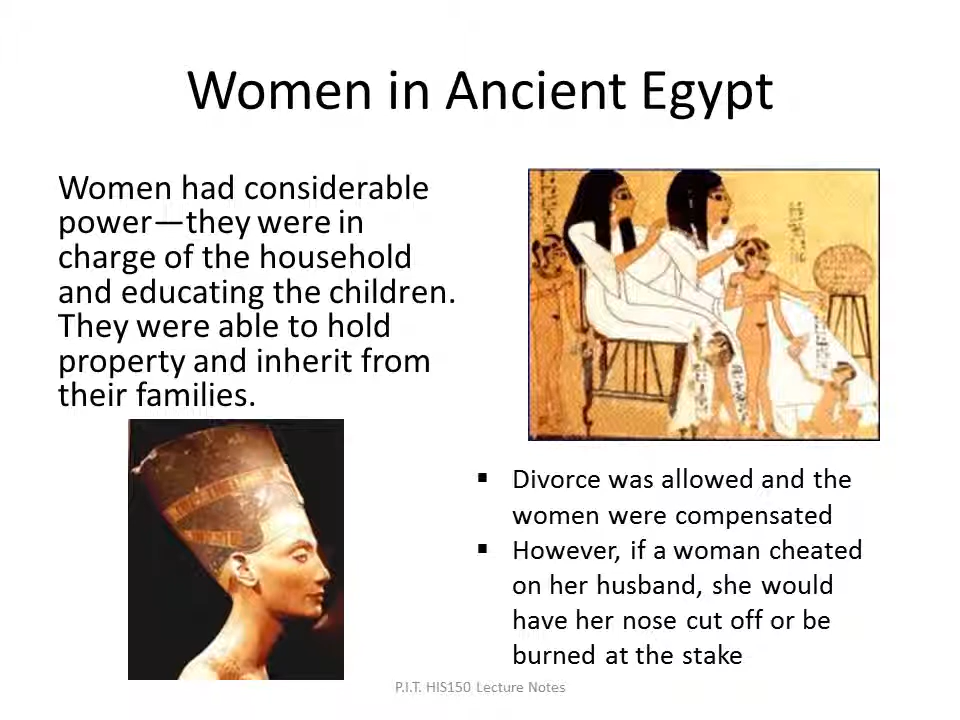 Women in Ancient Egypt
Women had considerable
power—they were in
charge of the household
and educating the children.
They were able to hold
property and inherit from
their families.
▪ Divorce was allowed and the
women were compensated
▪ However, if a woman cheated
on her husband, she would
have her nose cut off or be
burned at the stake
P.I.T. HIS150 Lecture Notes